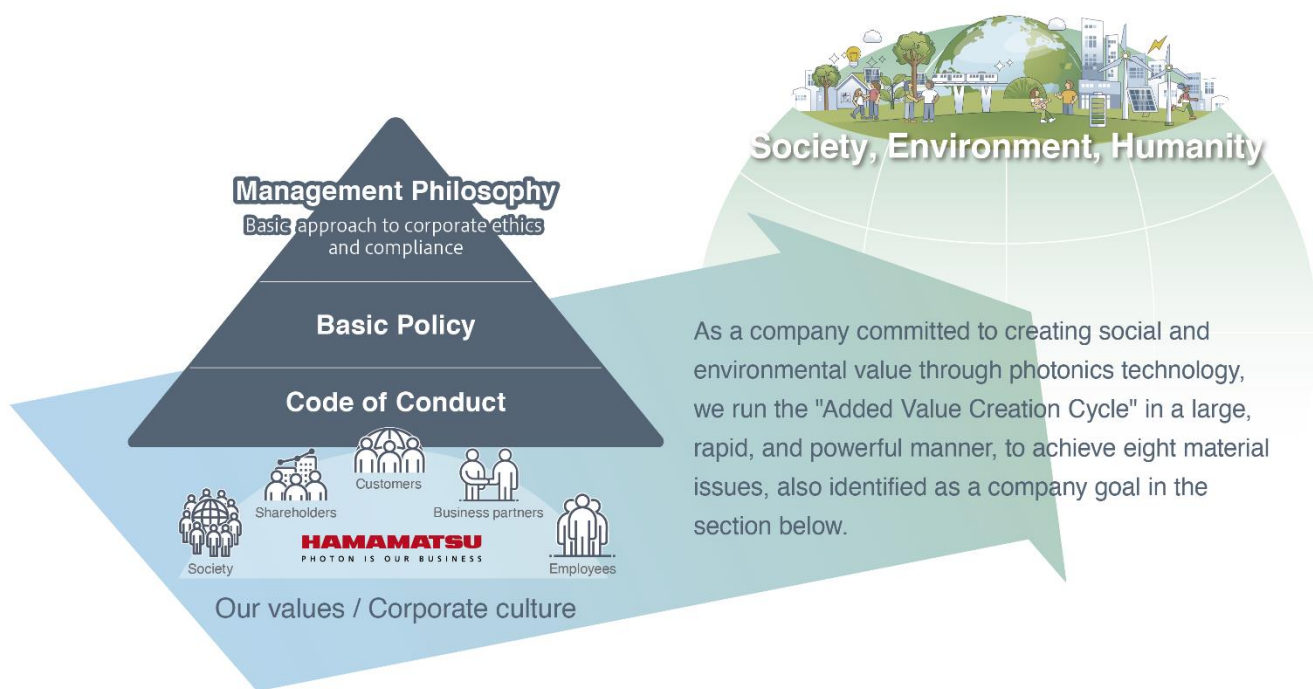 Society, Environment, Humanity
Management Philosophy
Basic approach to corporate ethics
and compliance
Basic Policy
Code of Conduct
Customers
Shareholders
Business partners
Society
HAMAMATSU
PHOTON IS OUR BUSINESS
Employees
Our values / Corporate culture
As a company committed to creating social and
environmental value through photonics technology,
we run the "Added Value Creation Cycle" in a large,
rapid, and powerful manner, to achieve eight material
issues, also identified as a company goal in the
section below.